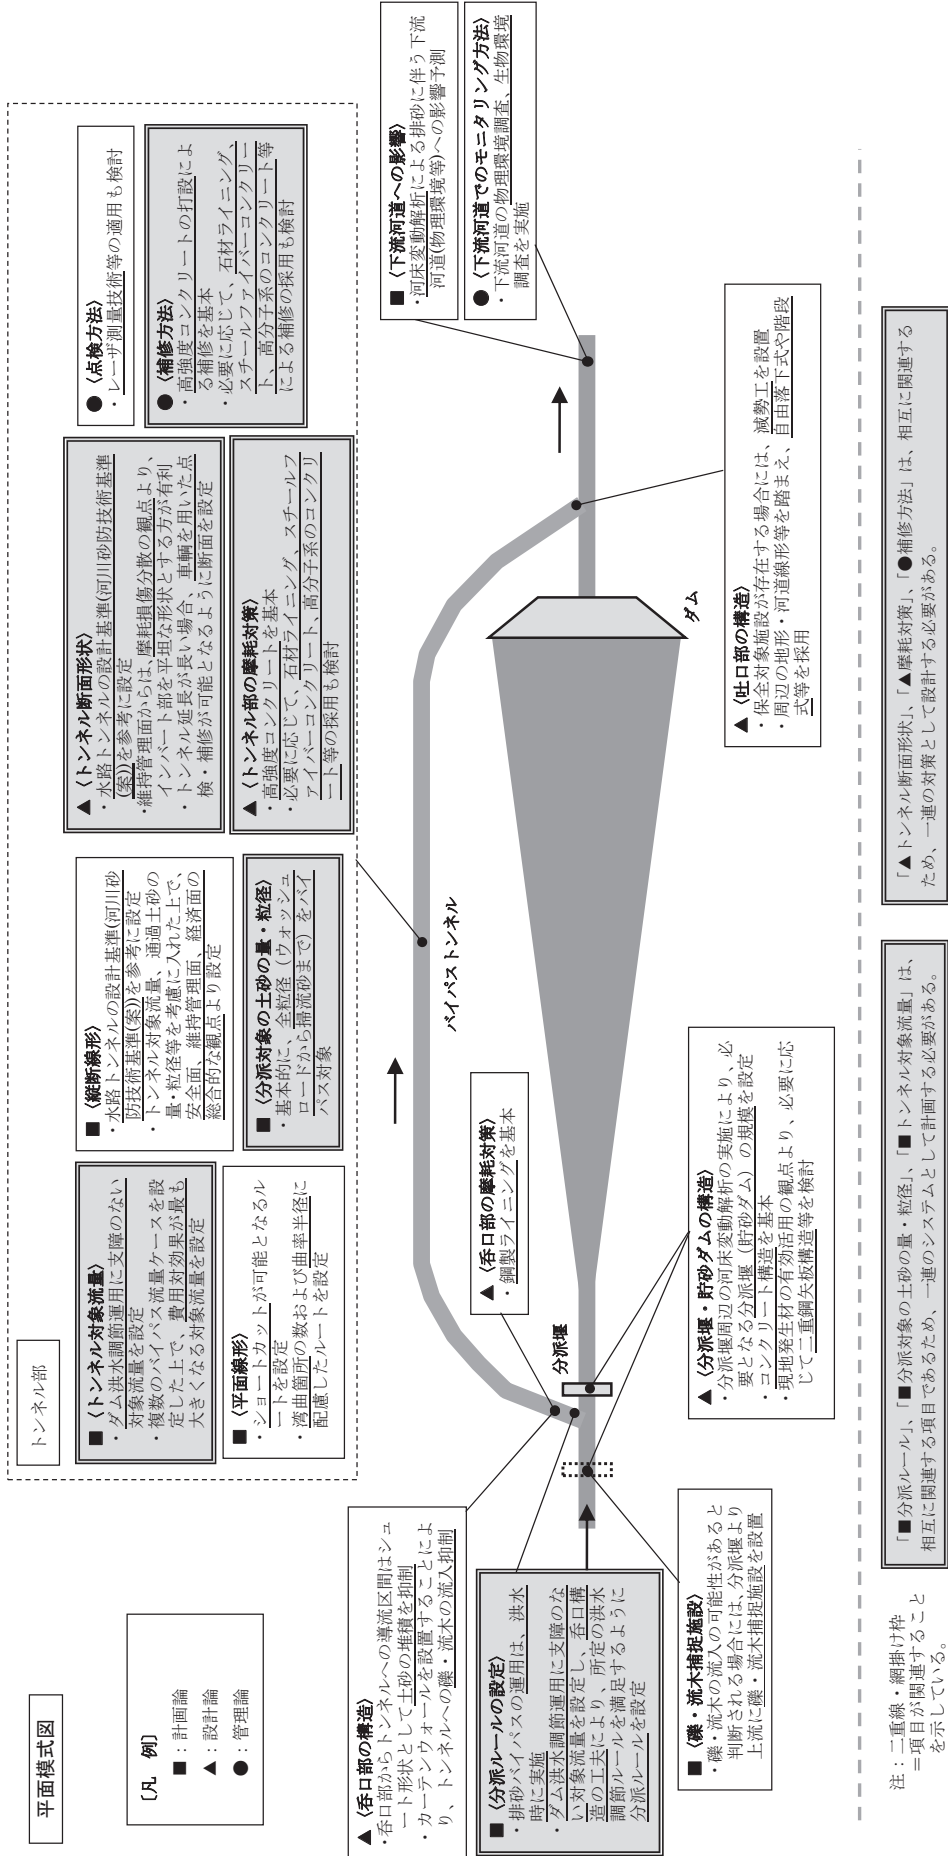 平面模式図
〔凡　例〕
■：計画論
▲：設計論
●：管理論
トンネル部
■〈トンネル対象流量〉
・ダム洪水調節運用に支障のない
対象流量を設定
・複数のバイパス流量ケースを設
定した上で、費用対効果が最も
大きくなる対象流量を設定
■〈平面線形〉
・ショートカットが可能となるル
ートを設定
・湾曲箇所の数および曲率半径に
配慮したルートを設定
■〈縦断線形〉
・水路トンネルの設計基準(河川砂
防技術基準(案))を参考に設定
・トンネル対象流量、通過土砂の
量・粒径等を考慮に入れた上で、
安全面、維持管理面、経済面の
総合的な観点より設定
■〈分派対象の土砂の量・粒径〉
・基本的に、全粒径（ウォッシュ
ロードから掃流砂まで）をバイ
パス対象
▲〈トンネル断面形状〉
・水路トンネルの設計基準(河川砂防技術基準
(案))を参考に設定
・維持管理面からは、摩耗損傷分散の観点より、
インバート部を平坦な形状とする方が有利
・トンネル延長が長い場合、車輌を用いた点
検・補修が可能となるように断面を設定
▲〈トンネル部の摩耗対策〉
・高強度コンクリートを基本
・必要に応じて、石材ライニング、スチールフ
ァイバーコンクリート、高分子系のコンクリ
ート等の採用も検討
●〈点検方法〉
・レーザ測量技術等の適用も検討
●〈補修方法〉
・高強度コンクリートの打設によ
る補修を基本
・必要に応じて、石材ライニング、
スチールファイバーコンクリー
ト、高分子系のコンクリート等
による補修の採用も検討
▲〈呑口部の構造〉
・呑口部からトンネルへの導流区間はシュ
ート形状として土砂の堆積を抑制
・カーテンウォールを設置することによ
り、トンネルへの礫・流木の流入抑制
■〈分派ルールの設定〉
・排砂バイパスの運用は、洪水
時に実施
・ダム洪水調節運用に支障のな
い対象流量を設定し、呑口構
造の工夫により、所定の洪水
調節ルールを満足するように
分派ルールを設定
■〈礫・流木捕捉施設〉
・礫・流木の流入の可能性があると
判断される場合には、分派堰より
上流に礫・流木捕捉施設を設置
▲〈呑口部の摩耗対策〉
・鋼製ライニングを基本
分派堰
▲〈分派堰・貯砂ダムの構造〉
・分派堰周辺の河床変動解析の実施により、必
要となる分派堰（貯砂ダム）の規模を設定
・コンクリート構造を基本
・現地発生材の有効活用の観点より、必要に応
じて二重鋼矢板構造等を検討
バイパストンネル
ダム
▲〈吐口部の構造〉
・保全対象施設が存在する場合には、減勢工を設置
・周辺の地形・河道線形等を踏まえ、自由落下式や階段
式等を採用
■〈下流河道への影響〉
・河床変動解析による排砂に伴う下流
河道(物理環境等)への影響予測
●〈下流河道でのモニタリング方法〉
・下流河道の物理環境調査、生物環境
調査を実施
注：二重線・網掛け枠
＝項目が関連すること
を示している。
「■分派ルール」、「■分派対象の土砂の量・粒径」、「■トンネル対象流量」は、
相互に関連する項目であるため、一連のシステムとして計画する必要がある。
「▲トンネル断面形状」、「▲摩耗対策」、「●補修方法」は、相互に関連する
ため、一連の対策として設計する必要がある。